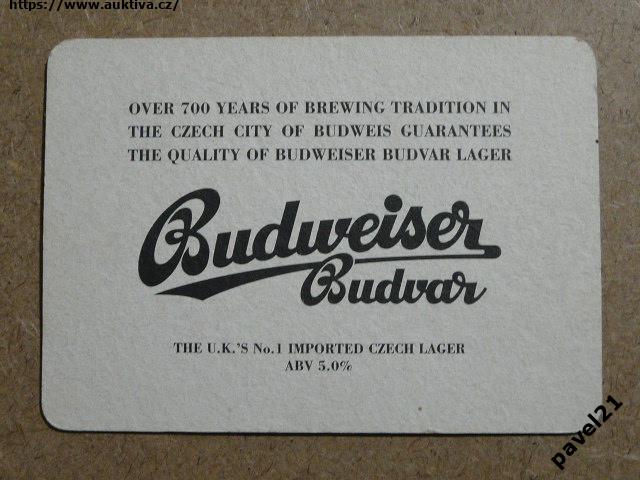 https://www.auktiva.cz/
OVER 700 YEARS OF BREWING TRADITION IN
THE CZECH CITY OF BUDWEIS GUARANTEES
THE QUALITY OF BUDWEISER BUDVAR LAGER
Budweiser
Budvar
THE U.K.'S No.1 IMPORTED CZECH LAGER
ABV 5.0%
pavel21